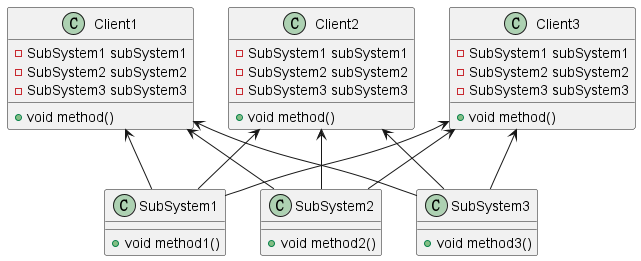 C Client1
SubSystem1 subSystem1
SubSystem2 subSystem2
SubSystem3 subSystem3
void method()
C Client2
SubSystem1 subSystem1
SubSystem2 subSystem2
SubSystem3 subSystem3
void method()
C Client3
SubSystem1 subSystem1
SubSystem2 subSystem2
SubSystem3 subSystem3
void method()
C SubSystem1
void method1()
C SubSystem2
void method2()
C SubSystem3
void method3()